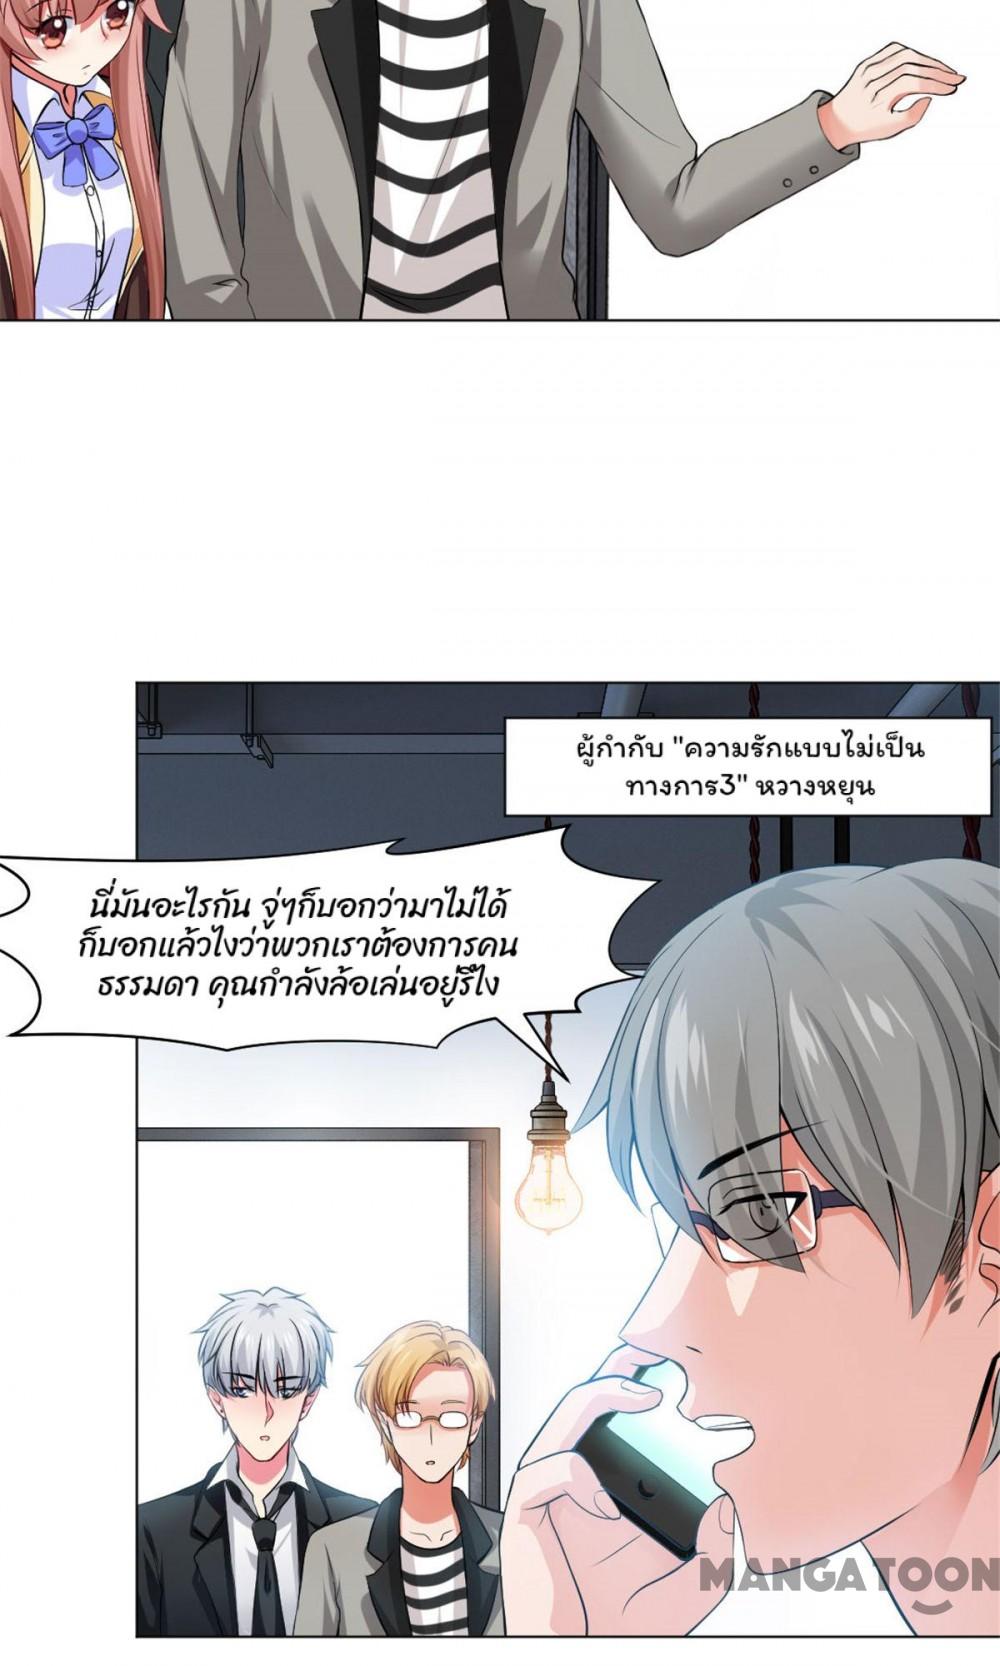 ผู้กำกับ "ความรักแบบไม่เป็น
ทางการ3" หวางหยุน
นี่มันอะไรกัน จู่ๆก็บอกว่ามาไม่ได้
ก็บอกแล้วไงว่าพวกเราต้องการคน
ธรรมดา คุณกำลังล้อเล่นอยู่รึไง
MANGATOON